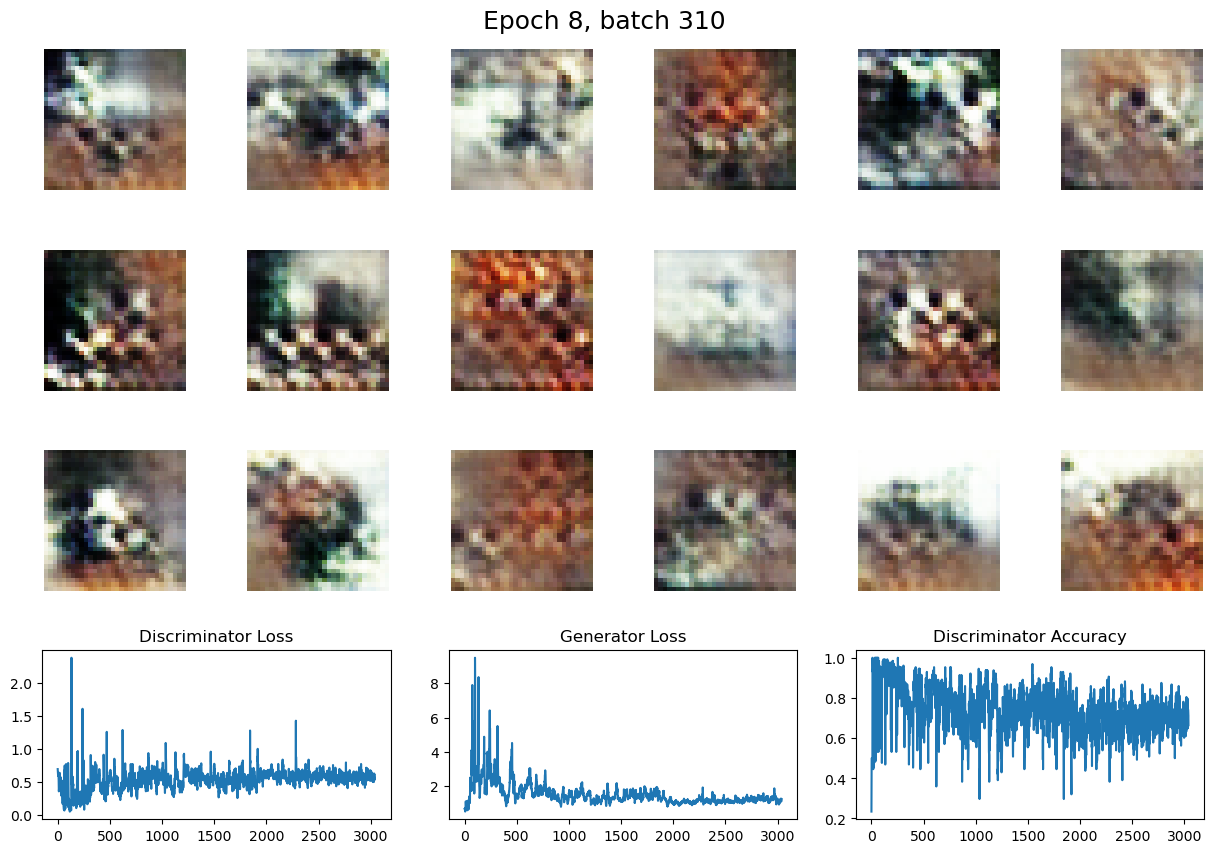 Epoch 8, batch 310
Discriminator Loss
Generator Loss
Discriminator Accuracy
2.0
1.5
1.0
0.5
0.0
0 500 1000 1500 2000 2500 3000
8
6
4
2
0 500 1000 1500 2000 2500 3000
1.0
0.8
0.6
0.4
0.2
0 500 1000 1500 2000 2500 3000